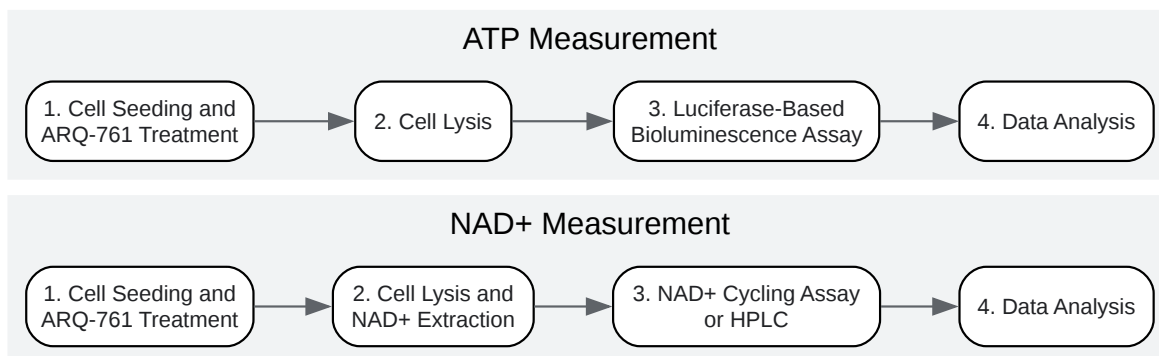 ATP Measurement
1. Cell Seeding and
ARQ-761 Treatment
2. Cell Lysis
3. Luciferase-Based
Bioluminescence Assay
4. Data Analysis
NAD+ Measurement
1. Cell Seeding and
ARQ-761 Treatment
2. Cell Lysis and
NAD+ Extraction
3. NAD+ Cycling Assay
or HPLC
4. Data Analysis